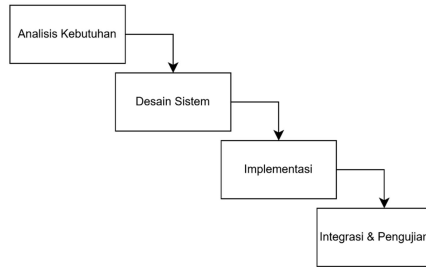 Analisis Kebutuhan
Desain Sistem
Implementasi
Integrasi & Pengujian